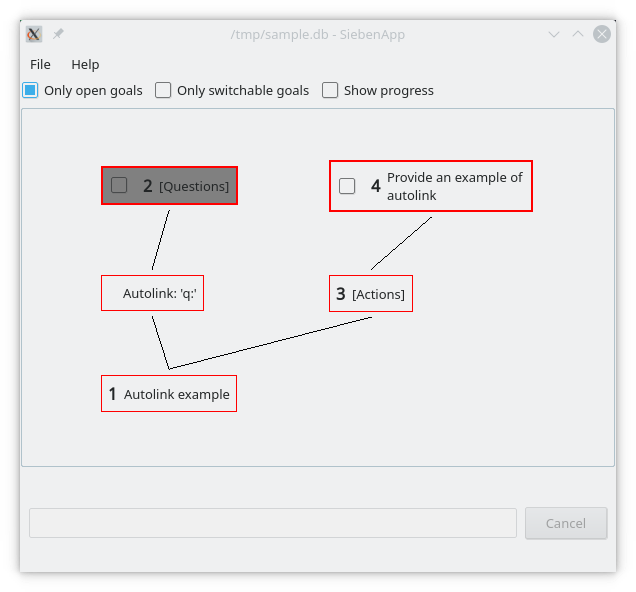 /tmp/sample.db - SiebenApp
File Help
Only open goals Only switchable goals Show progress
2 [Questions]
4 Provide an example of
autolink
Autolink: 'q:'
3 [Actions]
1 Autolink example
Cancel